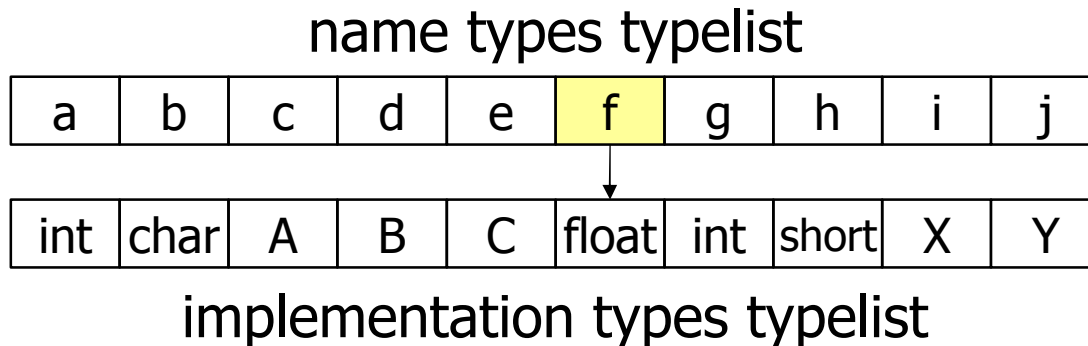 name types typelist
a b c d e f g h i j
int char A B C float int short X Y
implementation types typelist